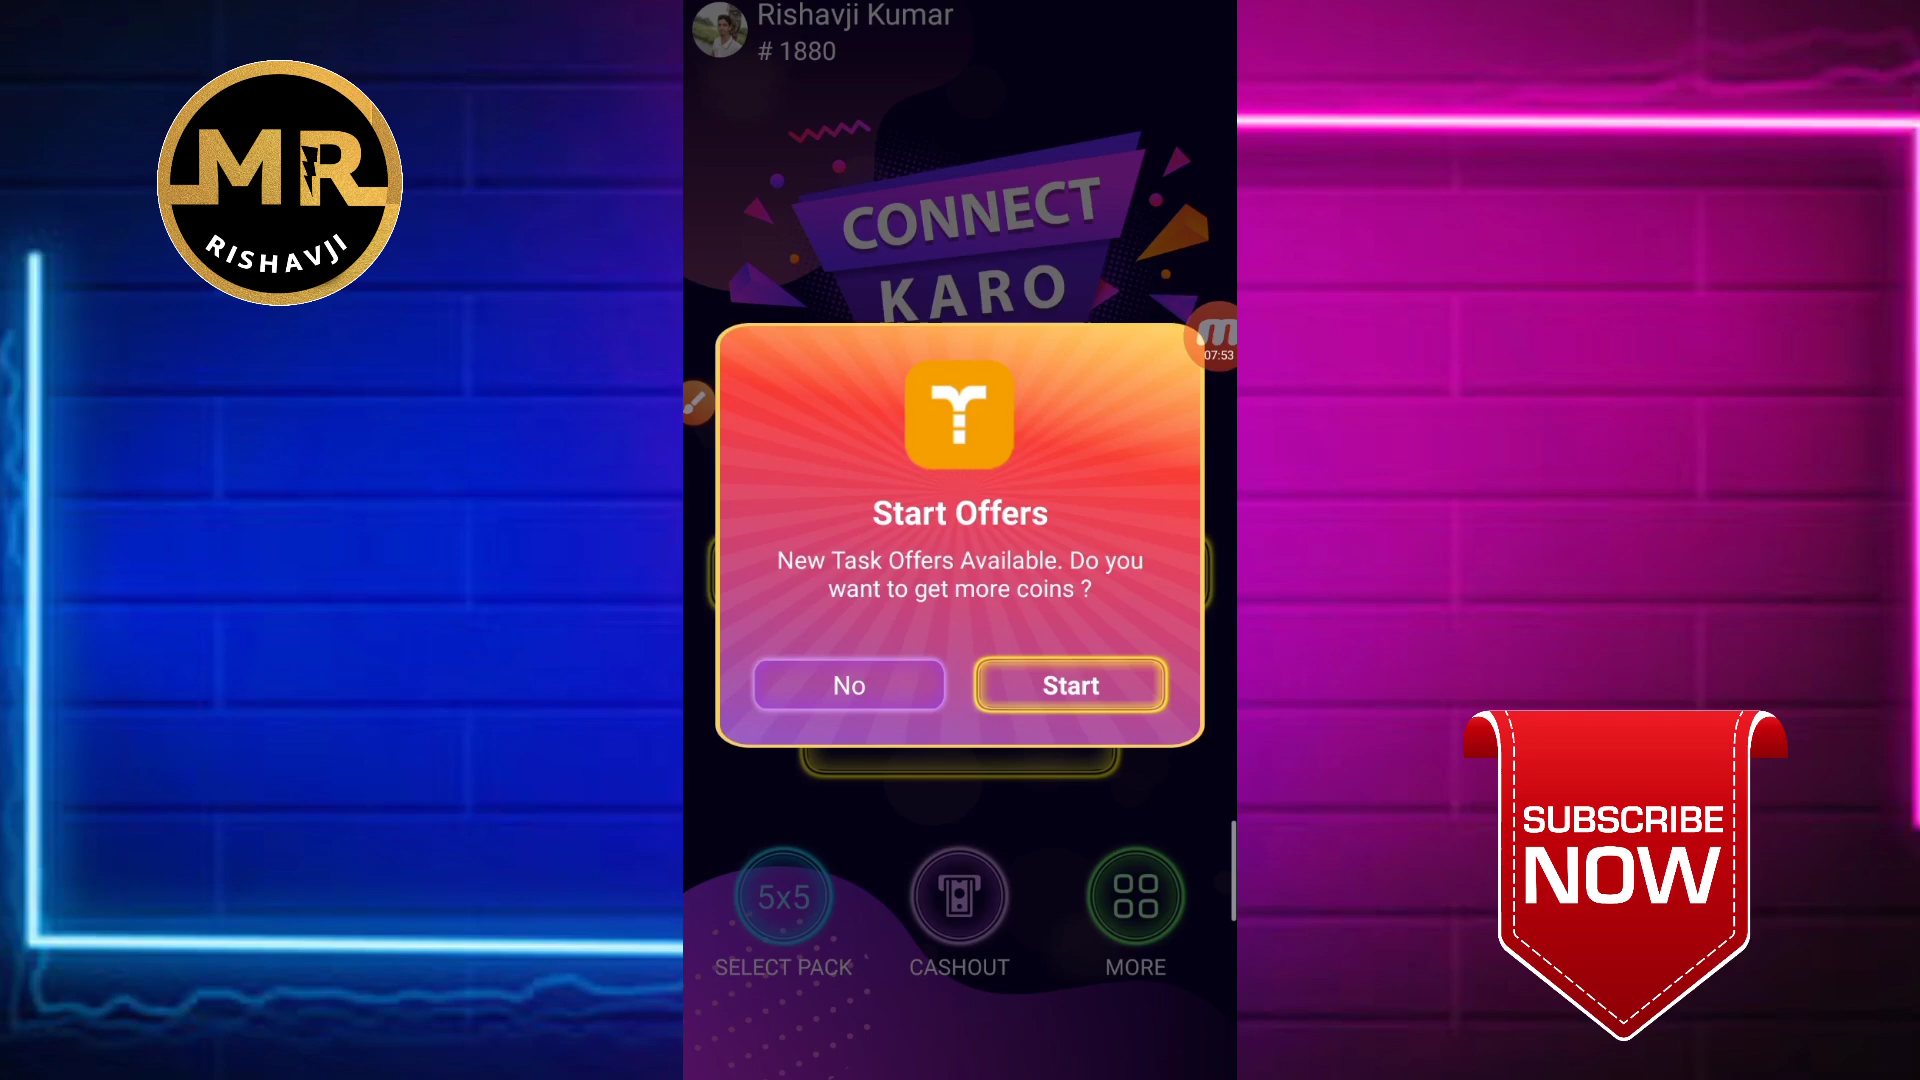 Rishavji Kumar
# 1880
MR
RISHAVJI
CONNECT
KARO
07:53
Start Offers
New Task Offers Available. Do you
want to get more coins ?
No
Start
SUBSCRIBE
NOW
5x5
SELECT PACK
CASHOUT
MORE